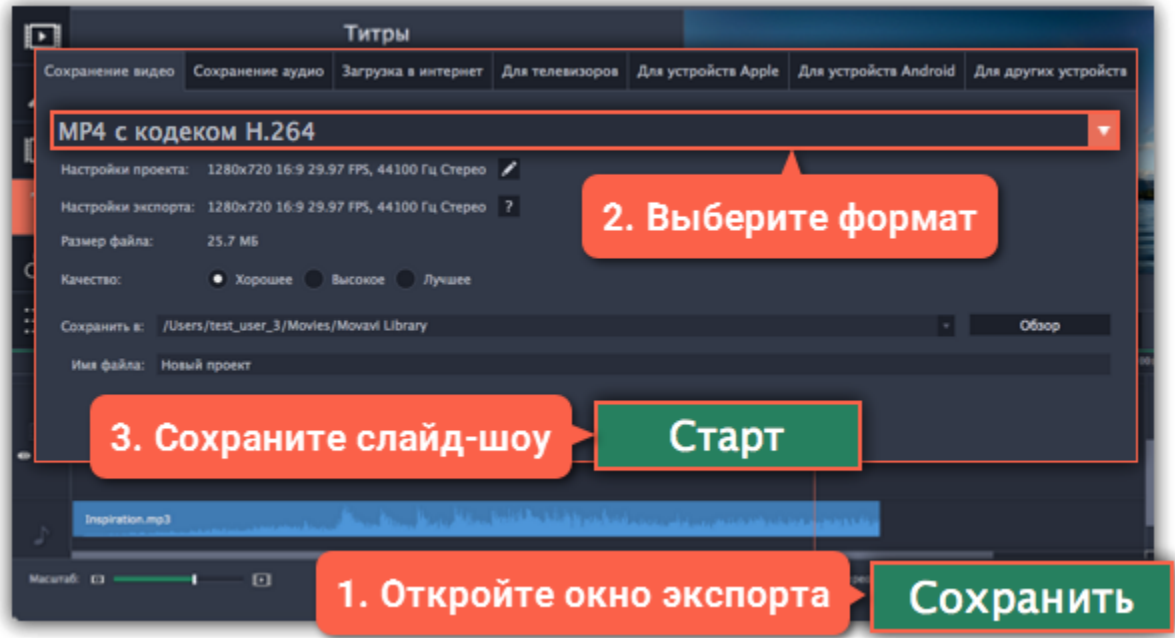 Титры
Сохранение видео Сохранение аудио Загрузка в интернет Для телевизоров Для устройств Apple Для устройств Android Для других устройств
MP4 с кодеком H.264
Настройки проекта: 1280x720 16:9 29.97 FPS, 44100 Гц Стерео
Настройки экспорта: 1280x720 16:9 29.97 FPS, 44100 Гц Стерео ?
2. Выберите формат
Размер файла: 25.7 МБ
Качество: Хорошее Высокое Лучшее
Сохранить в: /Users/test_user_3/Movies/Movavi Library Обзор
Имя файла: Новый проект
3. Сохраните слайд-шоу Старт
Inspiration.mp3
Масштаб:
1. Откройте окно экспорта Сохранить